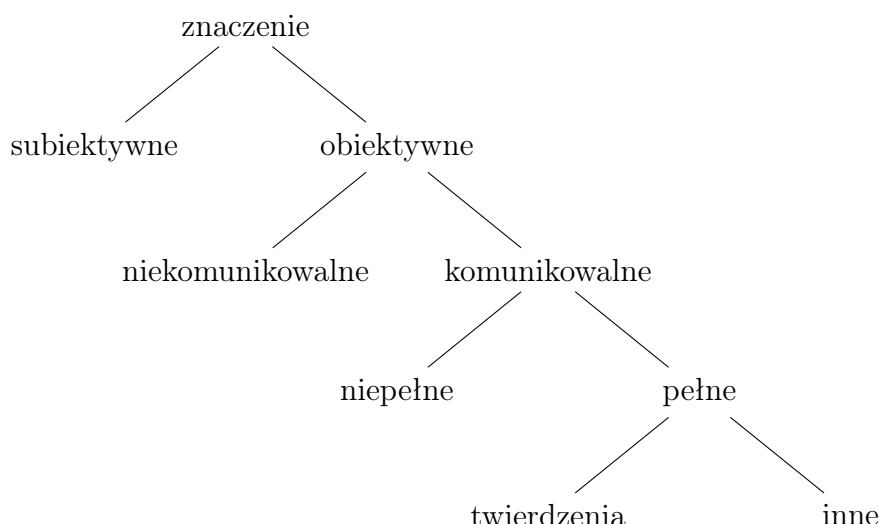 znaczenie
subiektywne obiektywne
niekomunikowalne komunikowalne
niepełne pełne
twierdzenia inne